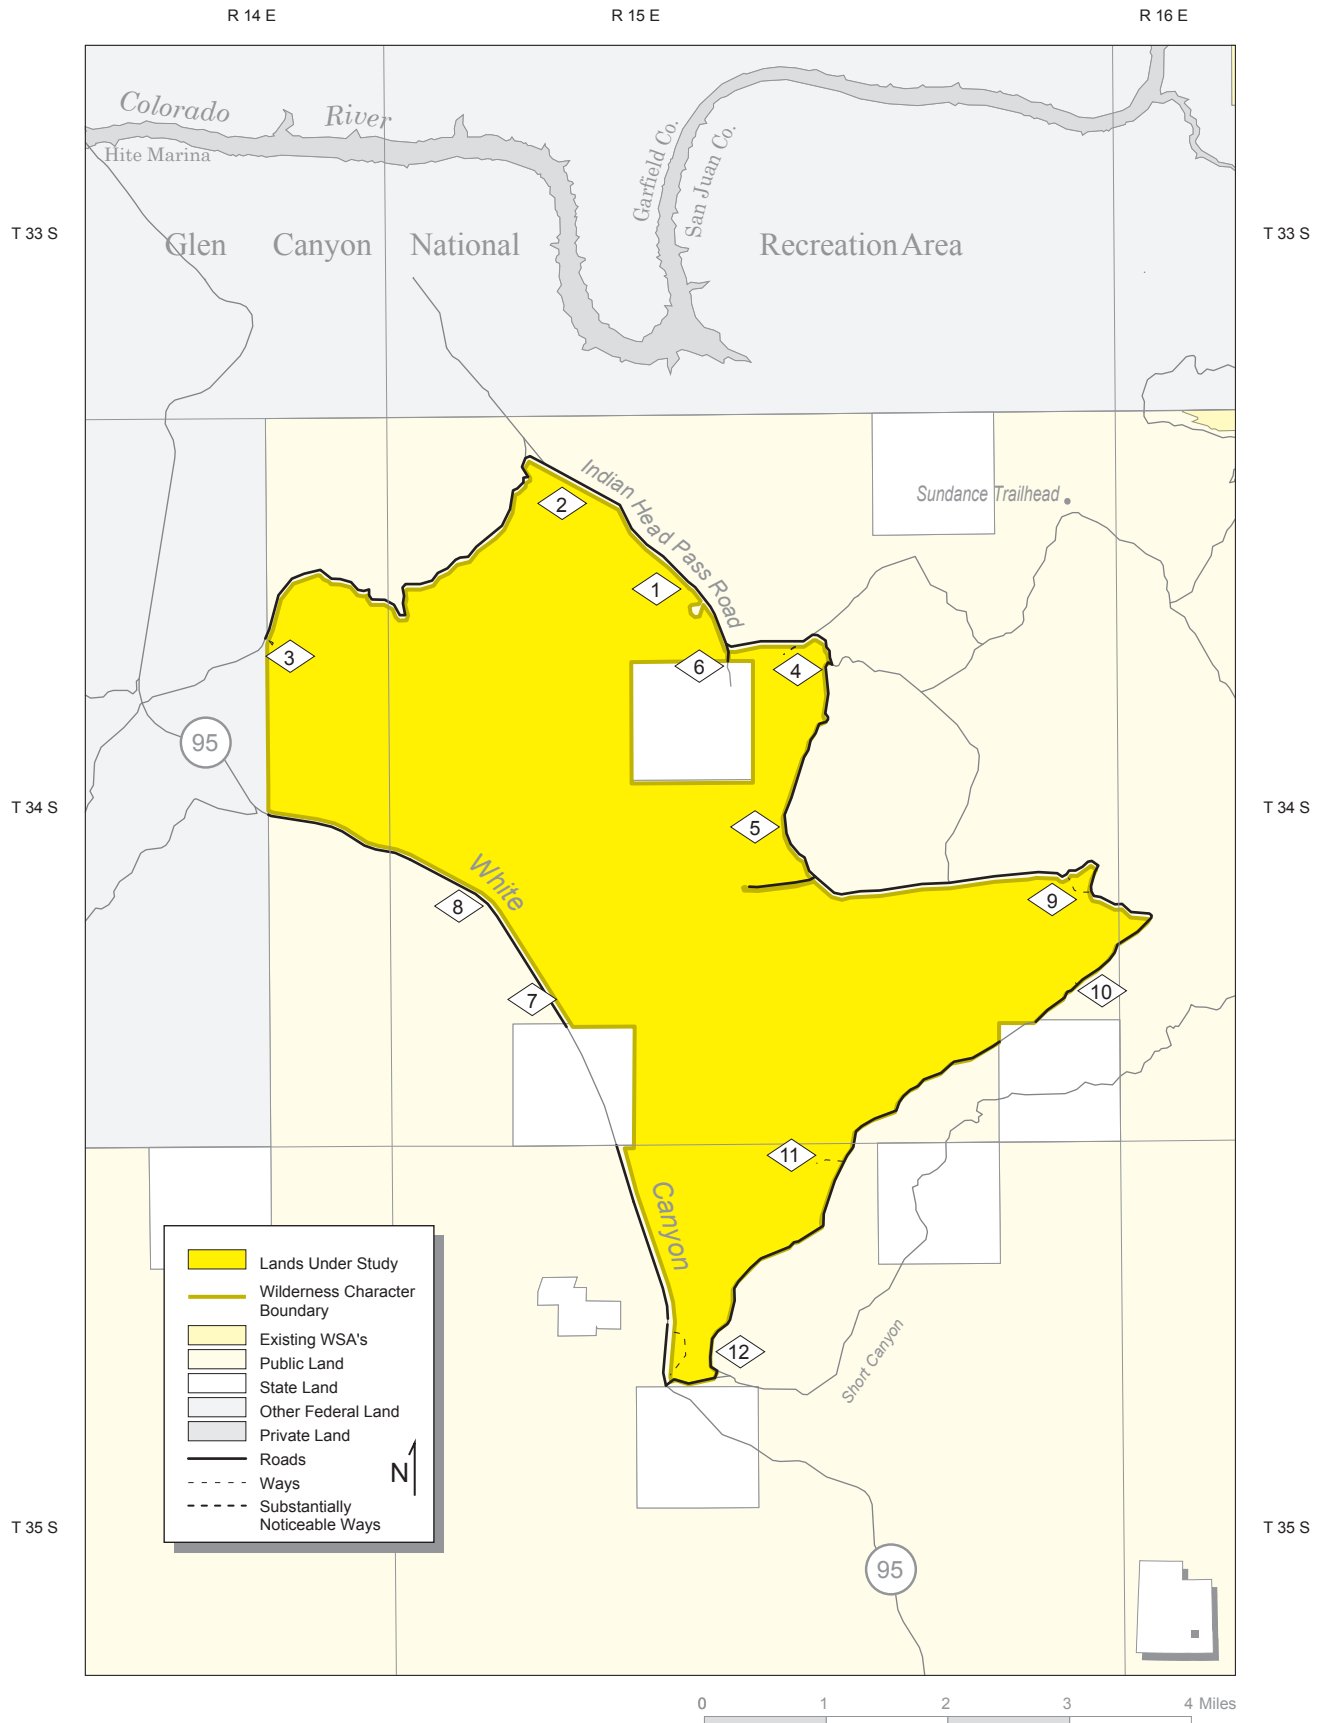 R 14 E
R 15 E
R 16 E
Colorado River
Hite Marina
Garfield Co.
San Juan Co.
T 33 S
Glen Canyon National Recreation Area
T 33 S
Indian Head Pass Road
Sundance Trailhead
2
1
3
6
4
95
T 34 S
5
T 34 S
White
8
9
7
10
11
Canyon
12
Short Canyon
Lands Under Study
Wilderness Character
Boundary
Existing WSA's
Public Land
State Land
Other Federal Land
Private Land
Roads
Ways
Substantially
Noticeable Ways
N
T 35 S
T 35 S
95
0 1 2 3 4 Miles